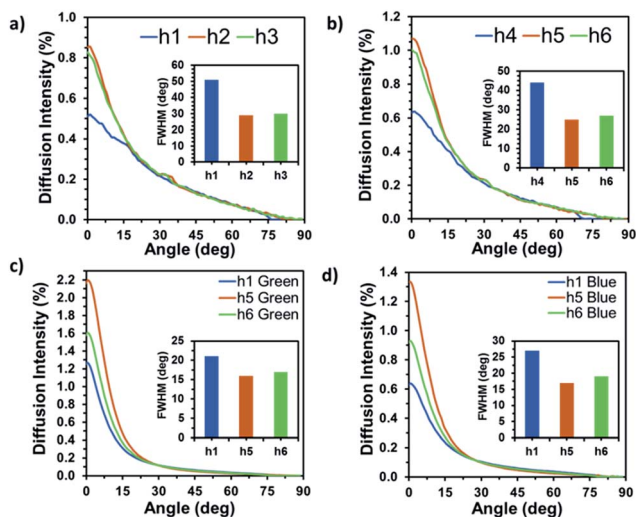 a)
h1 h2 h3
Diffusion Intensity (%)
1.0
0.8
0.6
0.4
0.2
0.0
0 15 30 45 60 75 90
Angle (deg)
FWHM (deg)
60
50
40
30
20
10
0
h1 h2 h3
b)
h4 h5 h6
Diffusion Intensity (%)
1.2
1.0
0.8
0.6
0.4
0.2
0.0
0 15 30 45 60 75 90
Angle (deg)
FWHM (deg)
50
40
30
20
10
0
h4 h5 h6
c)
h1 Green
h5 Green
h6 Green
Diffusion Intensity (%)
2.2
2.0
1.8
1.6
1.4
1.2
1.0
0.8
0.6
0.4
0.2
0.0
0 15 30 45 60 75 90
Angle (deg)
FWHM (deg)
25
20
15
10
5
0
h1 h5 h6
d)
h1 Blue
h5 Blue
h6 Blue
Diffusion Intensity (%)
1.4
1.2
1.0
0.8
0.6
0.4
0.2
0.0
0 15 30 45 60 75 90
Angle (deg)
FWHM (deg)
30
25
20
15
10
5
0
h1 h5 h6